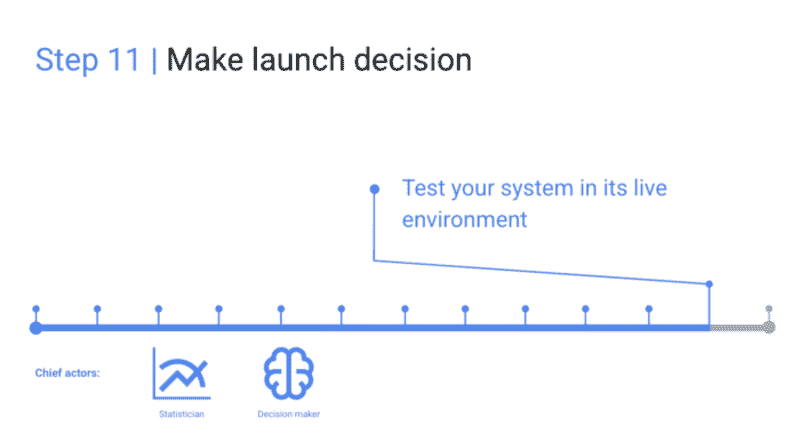 Step 11 | Make launch decision
Test your system in its live
environment
Chief actors:
Statistician
Decision maker